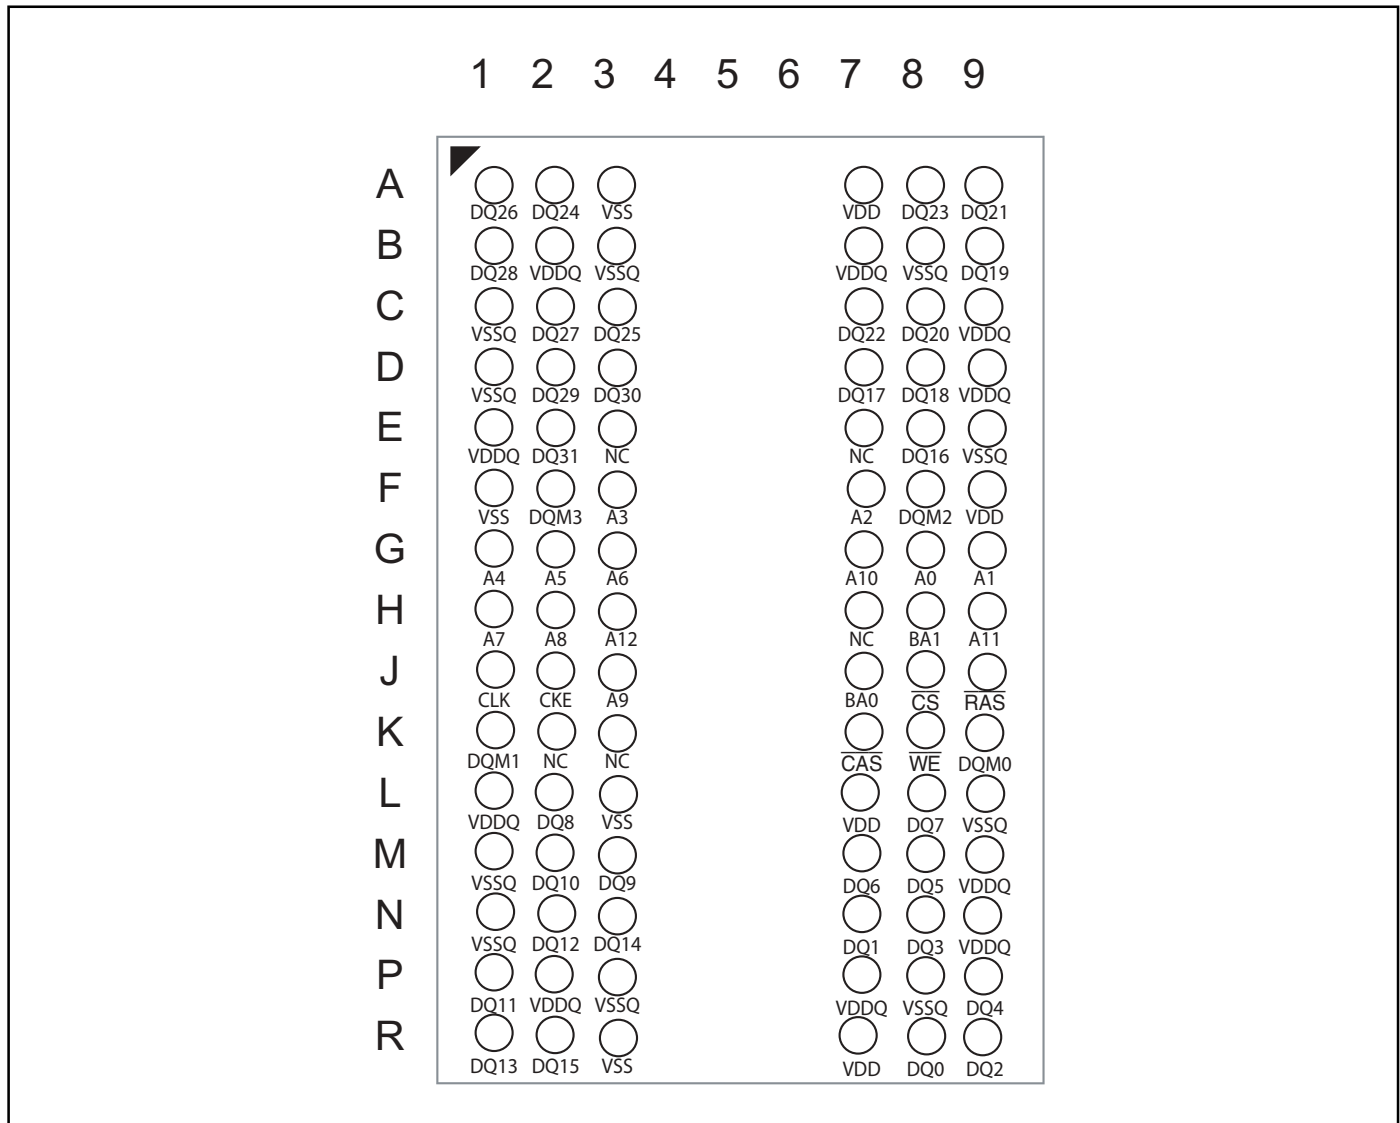 1 2 3 4 5 6 7 8 9
A
DQ26 DQ24 VSS VDD DQ23 DQ21
B
DQ28 VDDQ VSSQ VDDQ VSSQ DQ19
C
VSSQ DQ27 DQ25 DQ22 DQ20 VDDQ
D
VSSQ DQ29 DQ30 DQ17 DQ18 VDDQ
E
VDDQ DQ31 NC NC DQ16 VSSQ
F
VSS DQM3 A3 A2 DQM2 VDD
G
A4 A5 A6 A10 A0 A1
H
A7 A8 A12 NC BA1 A11
J
CLK CKE A9 BA0 C̅S̅ R̅A̅S̅
K
DQM1 NC NC C̅A̅S̅ W̅E̅ DQM0
L
VDDQ DQ8 VSS VDD DQ7 VSSQ
M
VSSQ DQ10 DQ9 DQ6 DQ5 VDDQ
N
VSSQ DQ12 DQ14 DQ1 DQ3 VDDQ
P
DQ11 VDDQ VSSQ VDDQ VSSQ DQ4
R
DQ13 DQ15 VSS VDD DQ0 DQ2